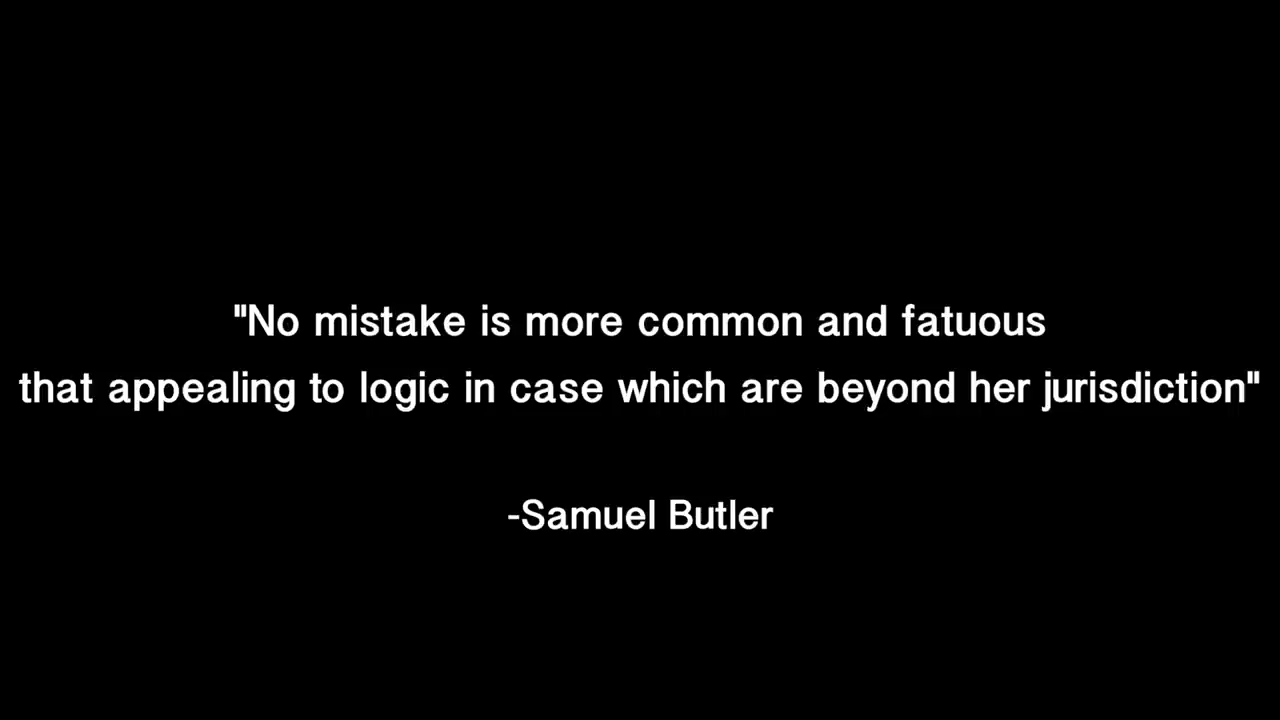 "No mistake is more common and fatuous
that appealing to logic in case which are beyond her jurisdiction"
-Samuel Butler